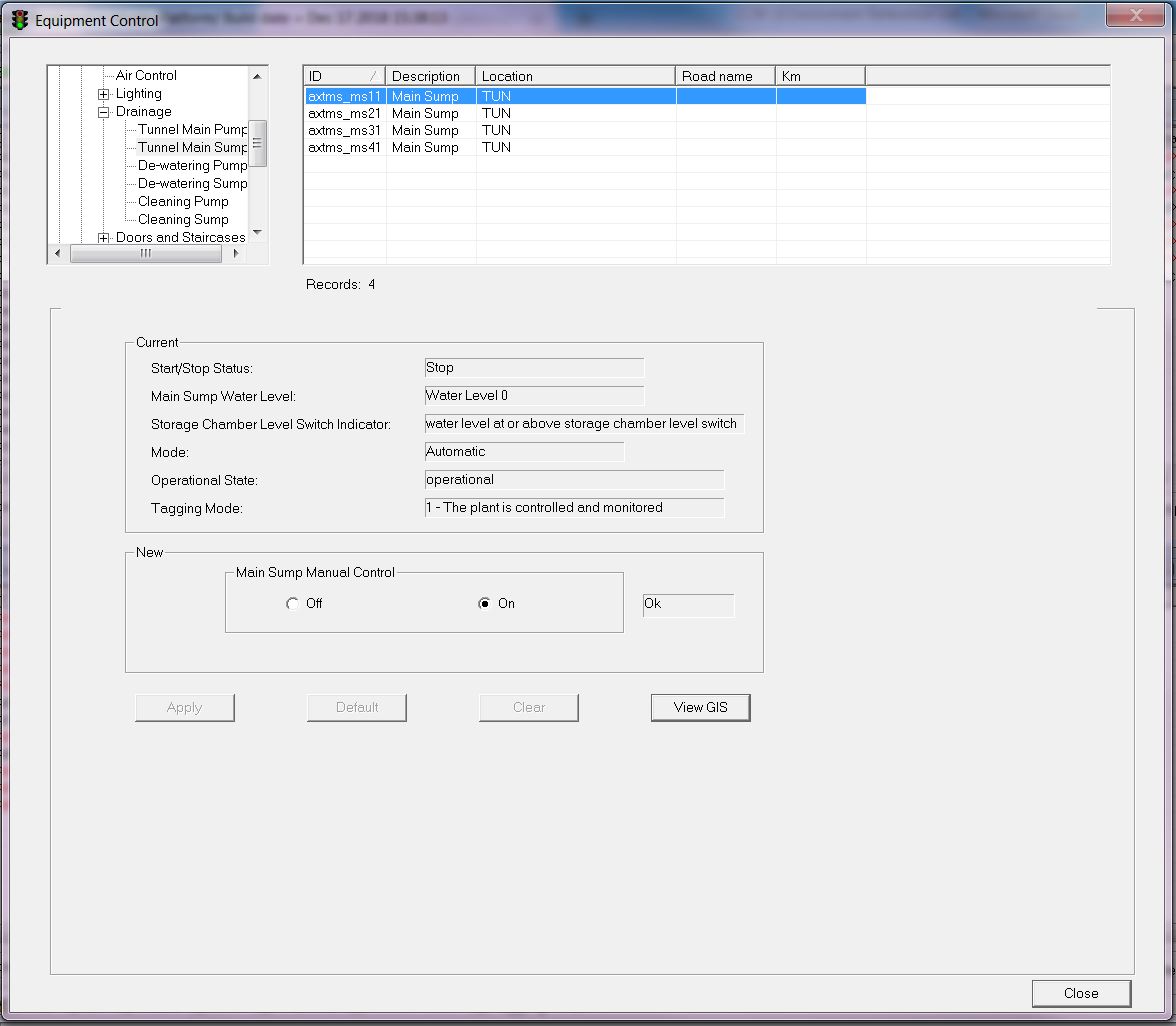 Equipment Control
Air Control
Lighting
Drainage
Tunnel Main Pump
Tunnel Main Sump
De-watering Pump
De-watering Sump
Cleaning Pump
Cleaning Sump
Doors and Staircases
ID Description Location Road name Km
axtms_ms11 Main Sump TUN
axtms_ms21 Main Sump TUN
axtms_ms31 Main Sump TUN
axtms_ms41 Main Sump TUN
Records: 4
Current
Start/Stop Status: Stop
Main Sump Water Level: Water Level 0
Storage Chamber Level Switch Indicator: water level at or above storage chamber level switch
Mode: Automatic
Operational State: operational
Tagging Mode: 1 - The plant is controlled and monitored
New
Main Sump Manual Control
Off On Ok
Apply Default Clear View GIS
Close